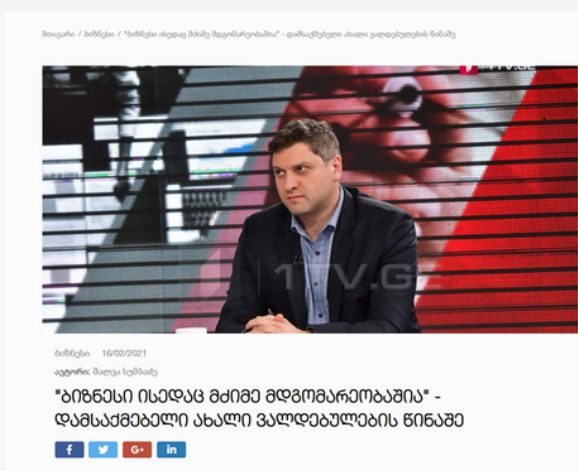 მთავარი / ბიზნესი / "ბიზნესი ისედაც მძიმე მდგომარეობაშია" - დამსაქმებელი ახალი ვალდებულების წინაშე
1TV.GE
1TV.GE
ბიზნესი 16/02/2021
ავტორი: შალვა სუმბაძე
"ბიზნესი ისედაც მძიმე მდგომარეობაშია" -
დამსაქმებელი ახალი ვალდებულების წინაშე
f G+ in